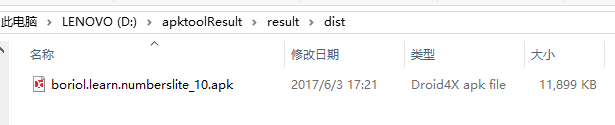 此电脑 LENOVO (D:) apktoolResult result dist
名称 修改日期 类型 大小
boriol.learn.numberslite_10.apk 2017/6/3 17:21 Droid4X apk file 11,899 KB